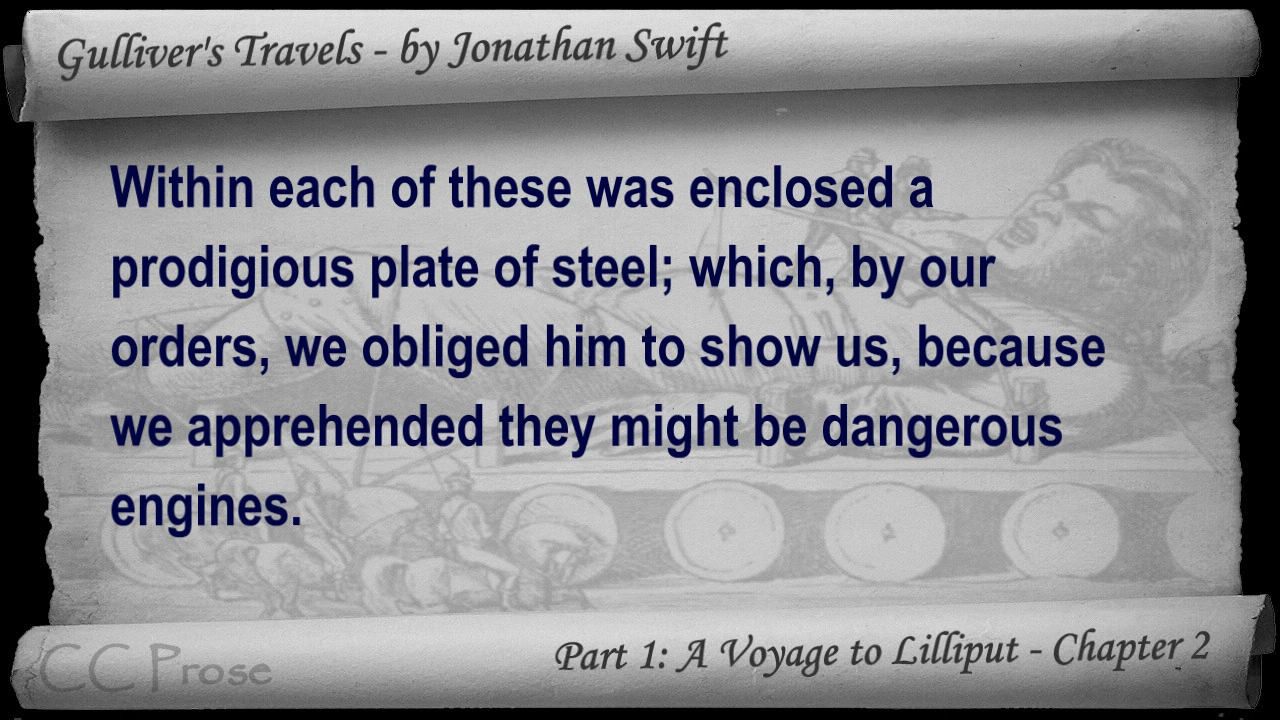 Gulliver's Travels - by Jonathan Swift
Within each of these was enclosed a
prodigious plate of steel; which, by our
orders, we obliged him to show us, because
we apprehended they might be dangerous
engines.
CC Prose
Part 1: A Voyage to Lilliput - Chapter 2